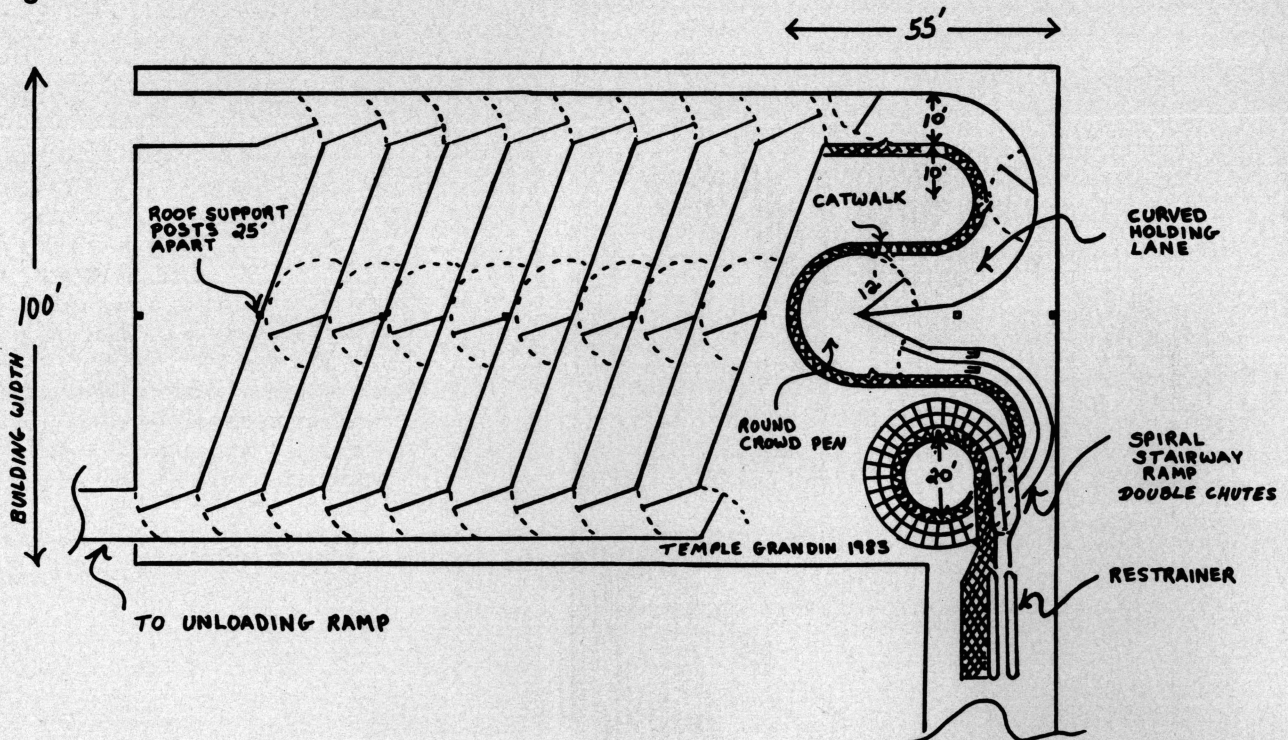 55'
10'
10'
CATWALK
ROOF SUPPORT
POSTS 25'
APART
CURVED
HOLDING
LANE
12'
100'
BUILDING WIDTH
ROUND
CROWD PEN
SPIRAL
STAIRWAY
RAMP
DOUBLE CHUTES
20'
TEMPLE GRANDIN 1983
RESTRAINER
TO UNLOADING RAMP